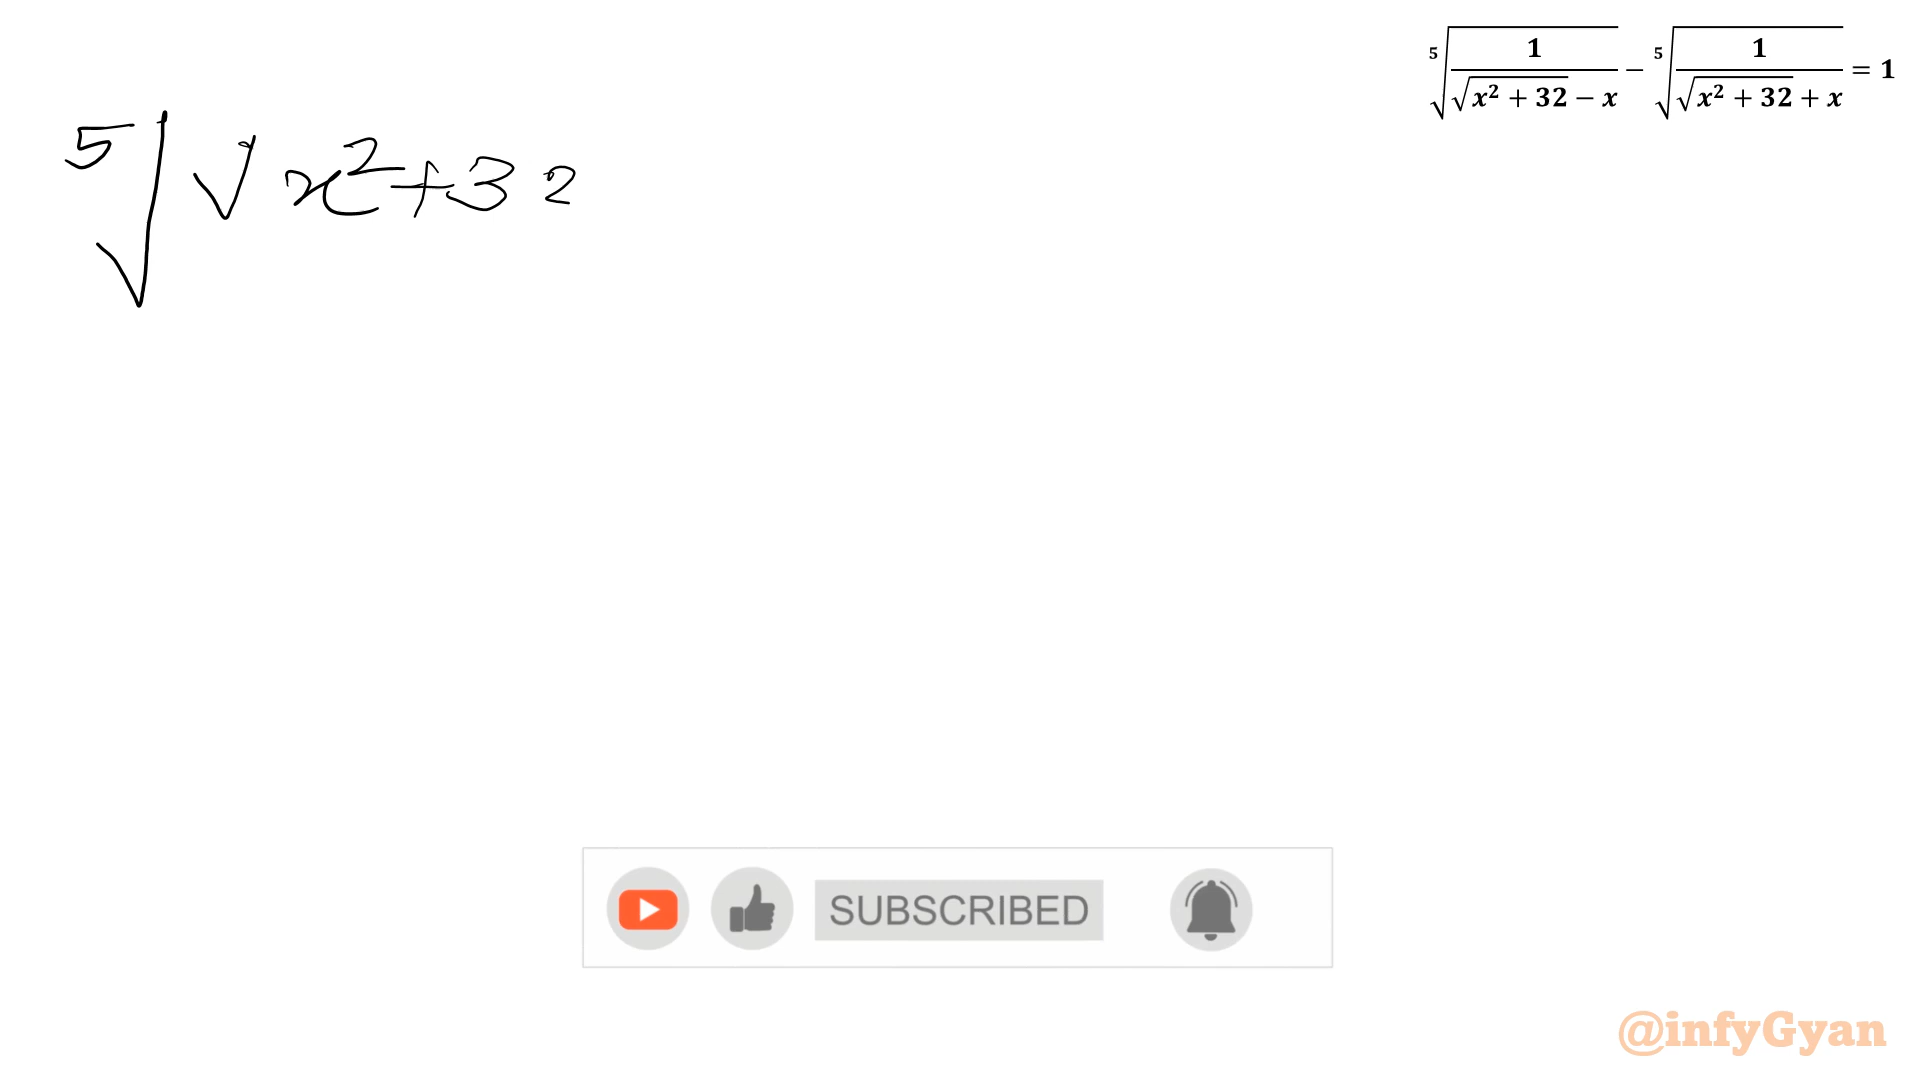 ⁵√(1/(√(x² + 32) − x)) − ⁵√(1/(√(x² + 32) + x)) = 1
⁵√ √ x² + 32
SUBSCRIBED
@infyGyan